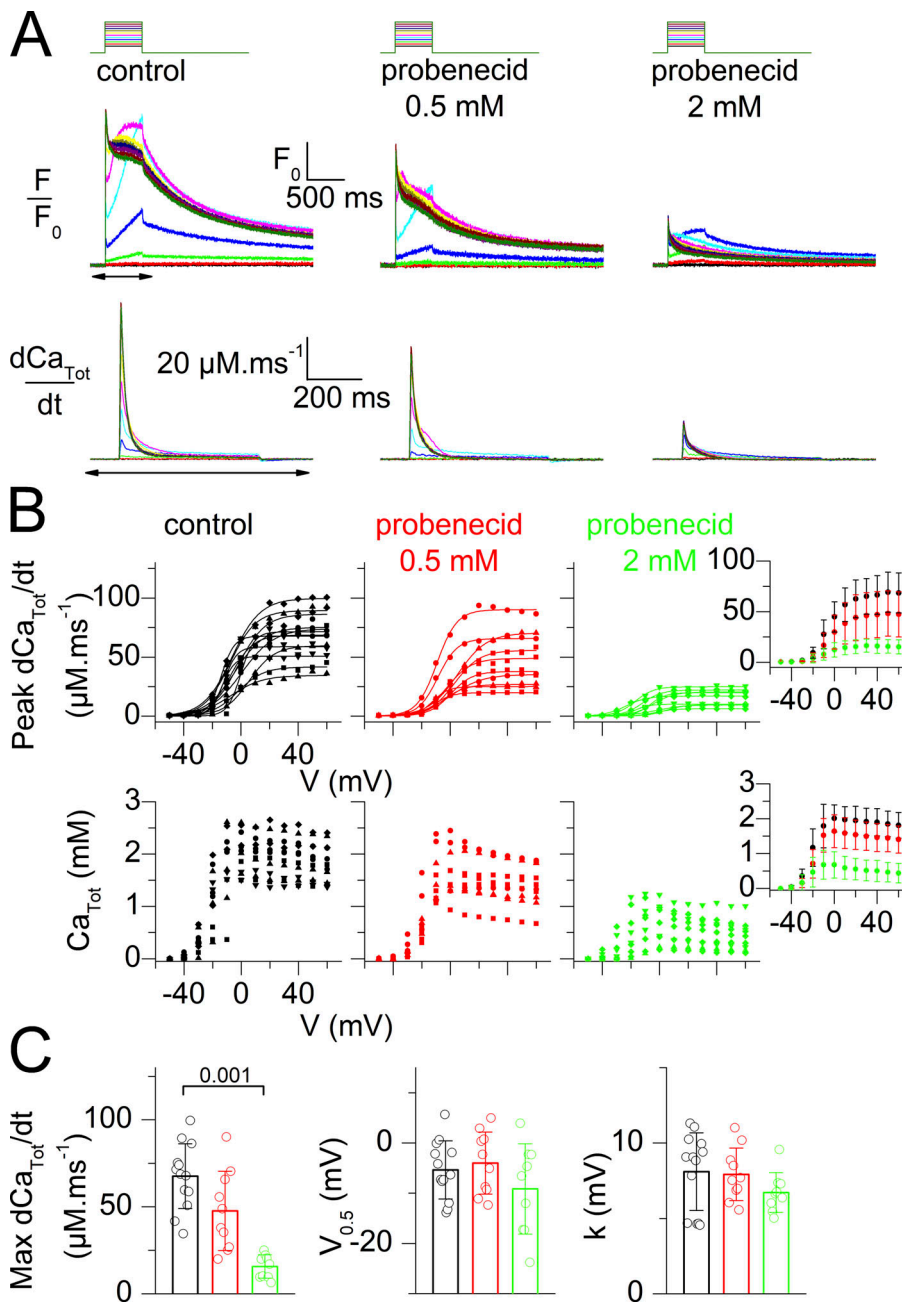 A
control
probenecid
0.5 mM
probenecid
2 mM
F
F0
F0
500 ms
dCaTot
dt
20 µM.ms-1
200 ms
B
control
probenecid
0.5 mM
probenecid
2 mM
Peak dCaTot/dt
(µM.ms-1)
100
50
0
-40 0 40
V (mV)
100
50
0
-40 0 40
CaTot (mM)
3
2
1
0
-40 0 40
V (mV)
3
2
1
0
-40 0 40
C
Max dCaTot/dt
(µM.ms-1)
100
50
0
0.001
V0.5 (mV)
0
-20
k (mV)
10
0